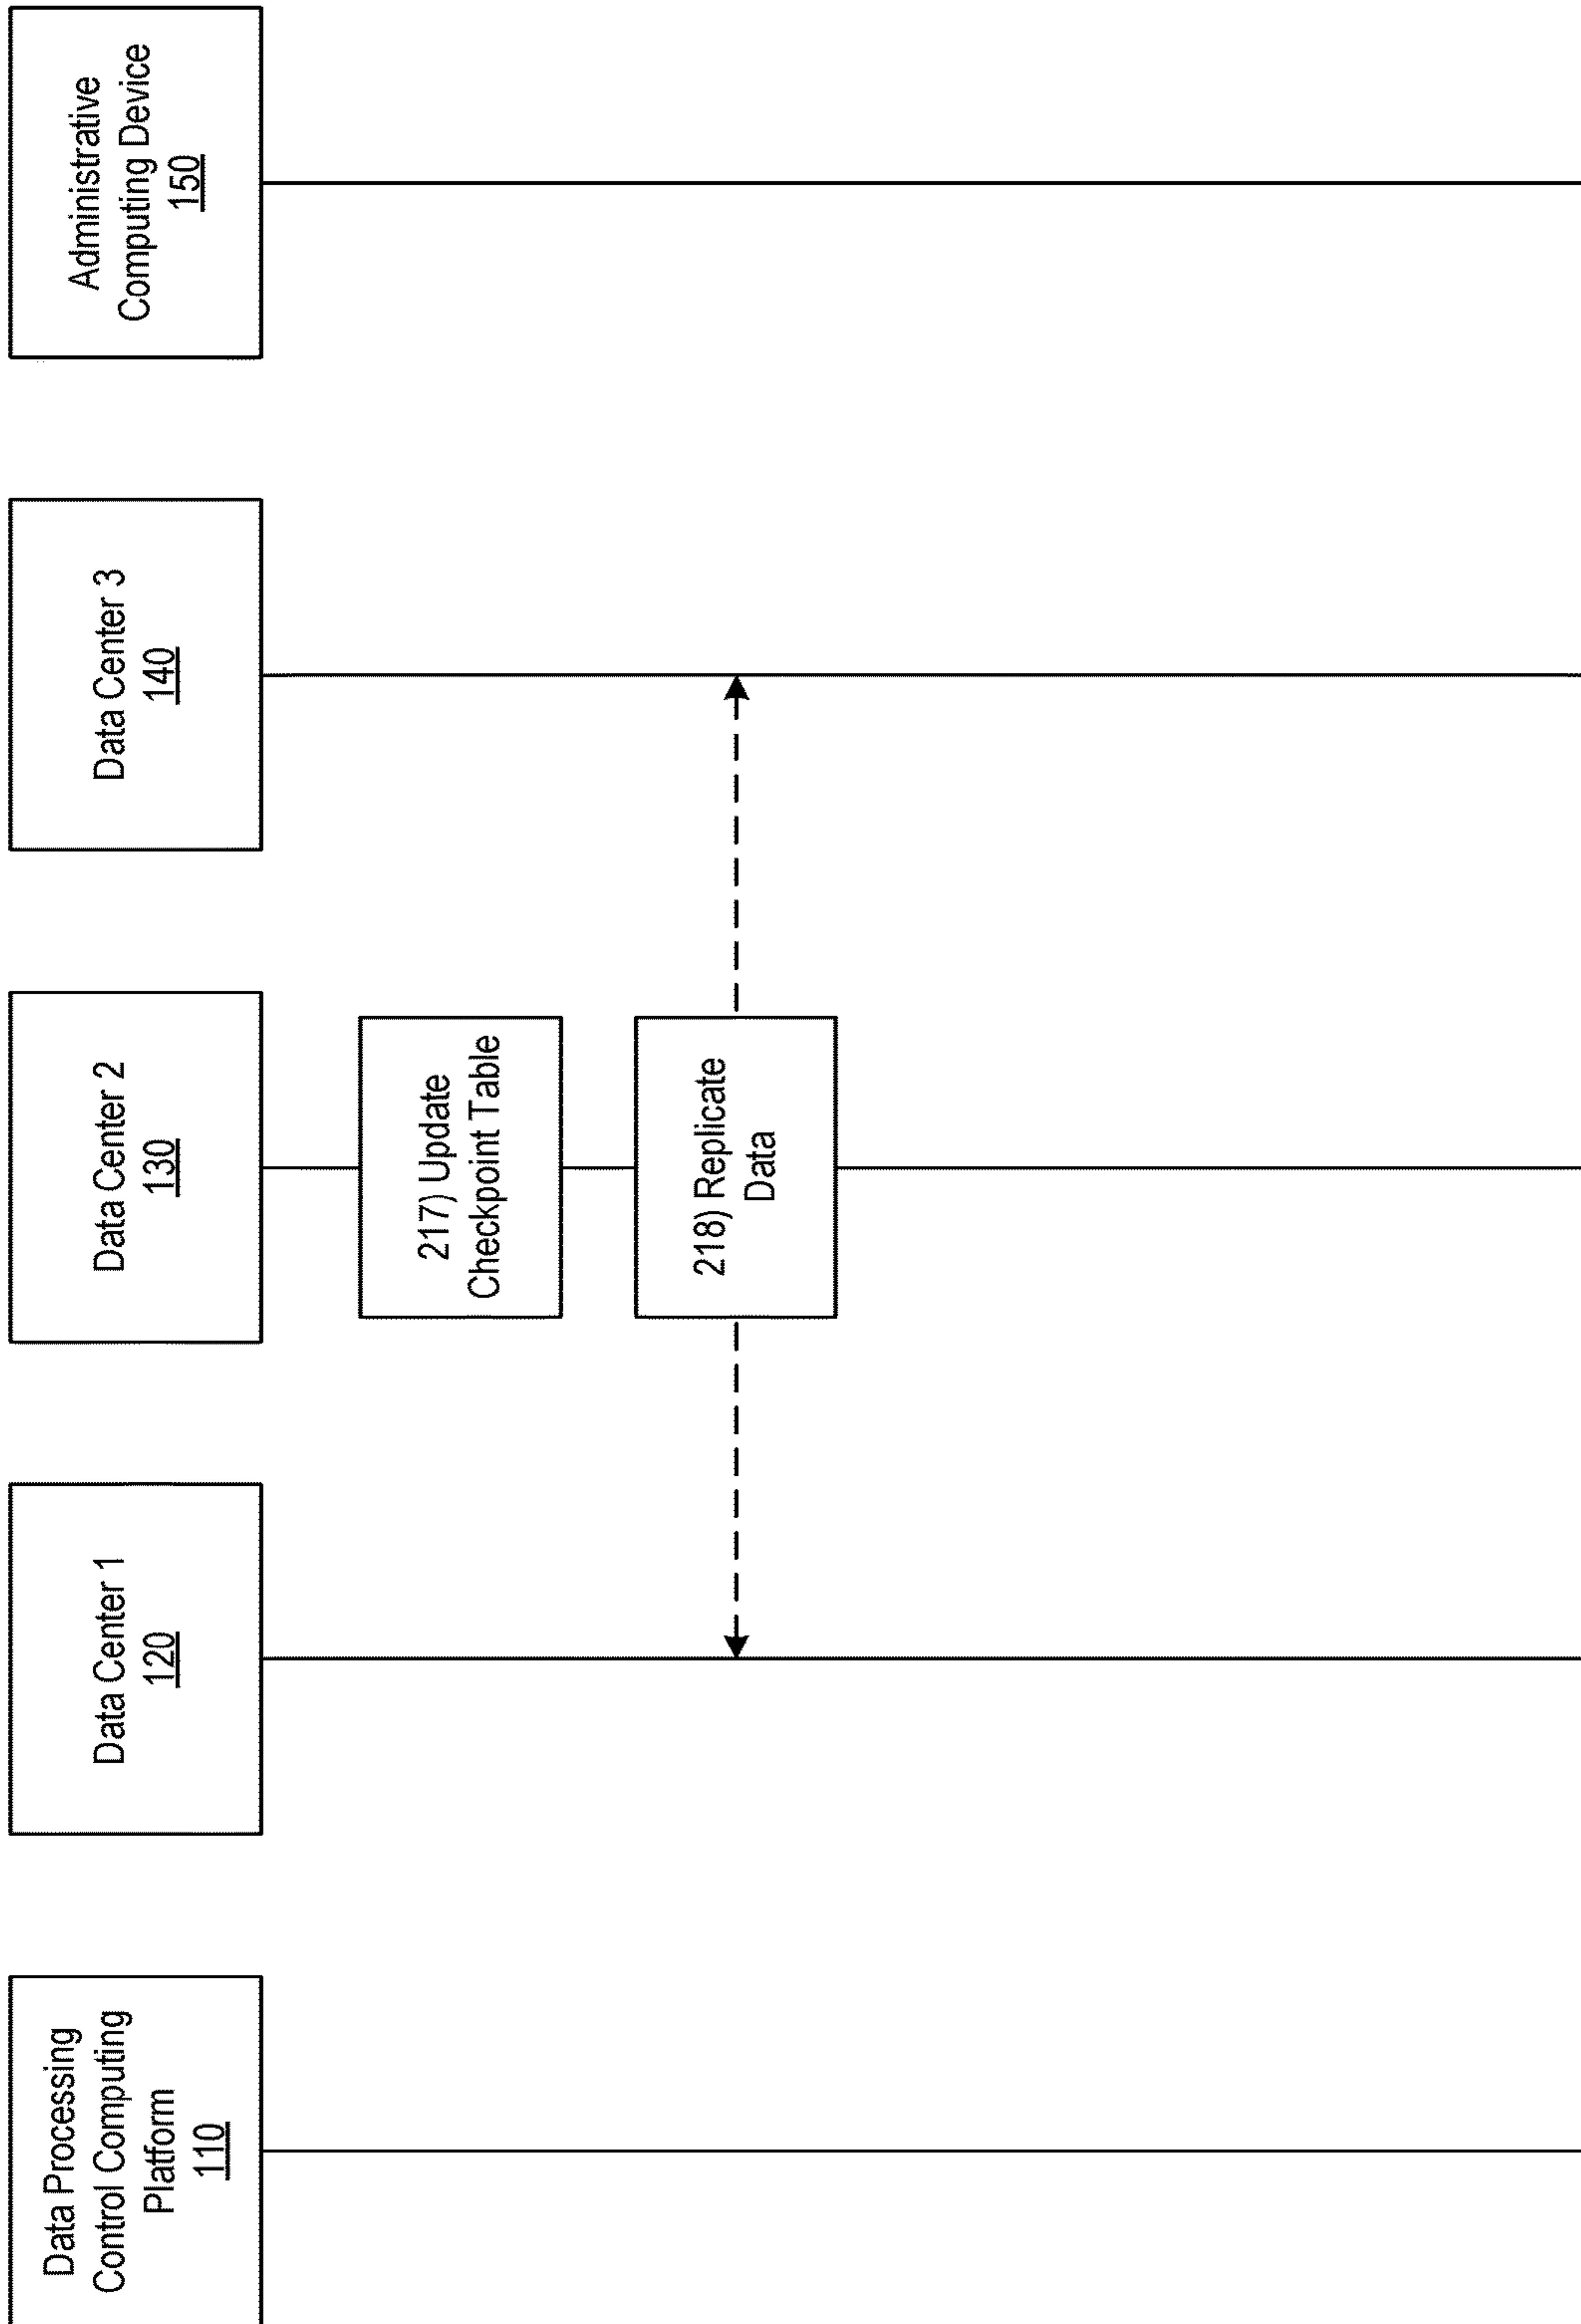 Data Processing
Control Computing
Platform
110
Data Center 1
120
Data Center 2
130
Data Center 3
140
Administrative
Computing Device
150
217) Update
Checkpoint Table
218) Replicate
Data